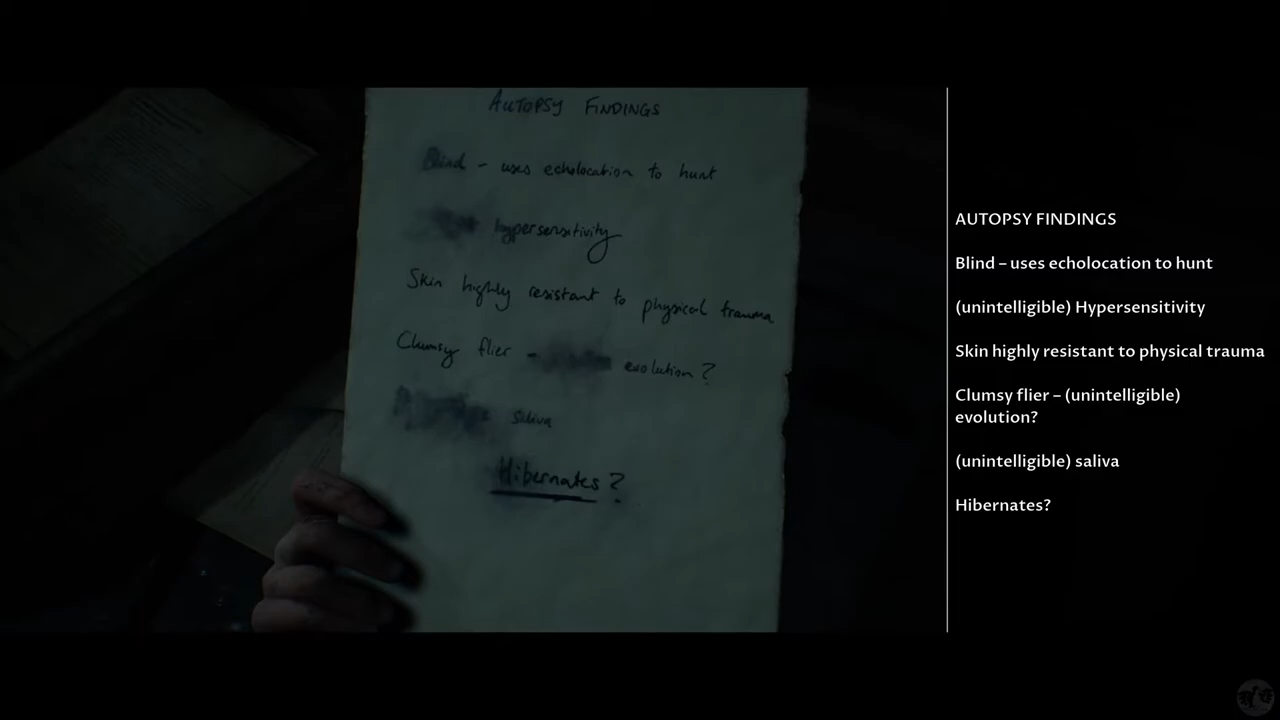 AUTOPSY FINDINGS
Blind - uses echolocation to hunt
hypersensitivity
Skin highly resistant to physical trauma
Clumsy flier - evolution?
saliva
Hibernates?
AUTOPSY FINDINGS
Blind – uses echolocation to hunt
(unintelligible) Hypersensitivity
Skin highly resistant to physical trauma
Clumsy flier – (unintelligible)
evolution?
(unintelligible) saliva
Hibernates?